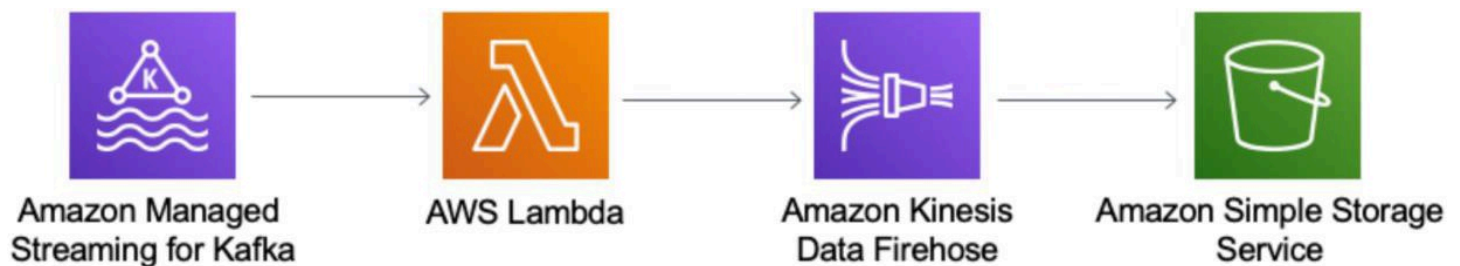 K
Amazon Managed
Streaming for Kafka
AWS Lambda
Amazon Kinesis
Data Firehose
Amazon Simple Storage
Service